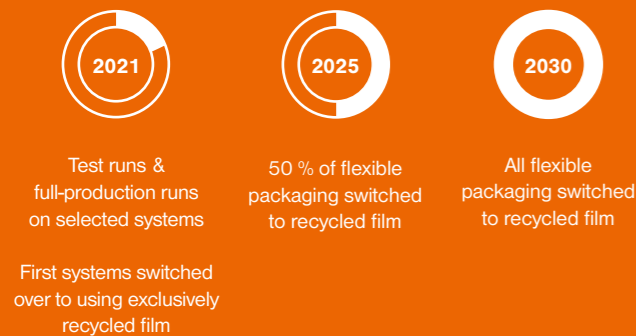 2021
Test runs &
full-production runs
on selected systems
First systems switched
over to using exclusively
recycled film
2025
50 % of flexible
packaging switched
to recycled film
2030
All flexible
packaging switched
to recycled film